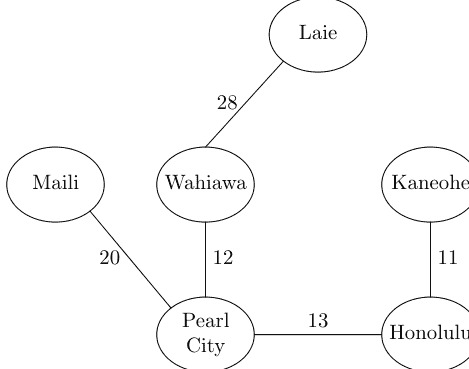 Laie
28
Maili
Wahiawa
Kaneohe
20
12
11
Pearl
City
13
Honolulu